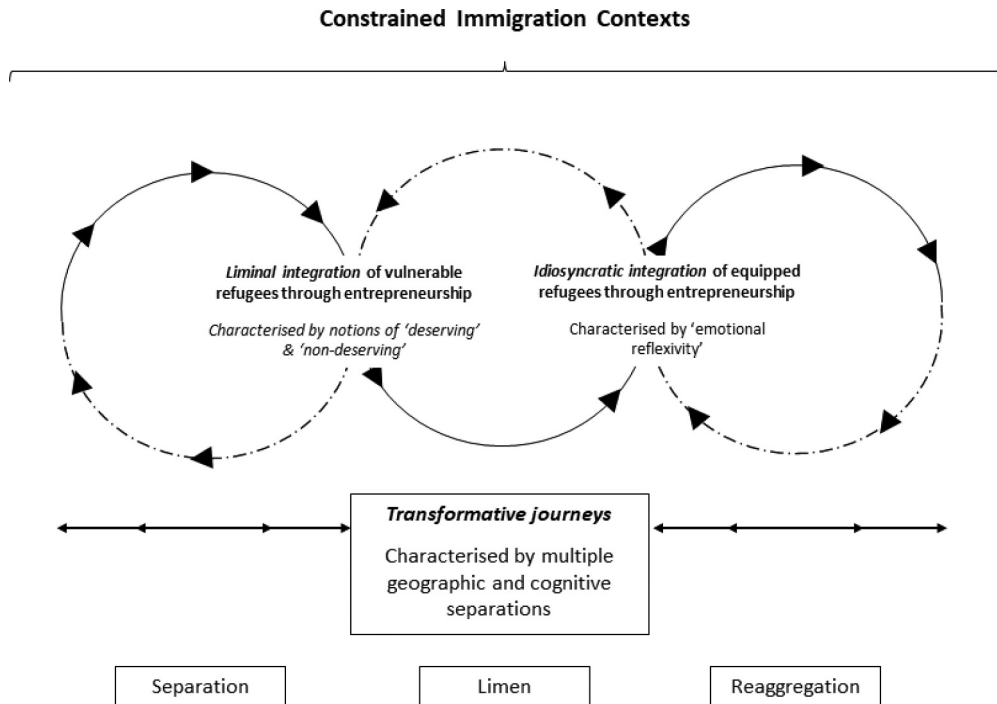 Constrained Immigration Contexts
Liminal integration of vulnerable
refugees through entrepreneurship
Characterised by notions of ‘deserving’
& ‘non-deserving’
Idiosyncratic integration of equipped
refugees through entrepreneurship
Characterised by ‘emotional
reflexivity’
Transformative journeys
Characterised by multiple
geographic and cognitive
separations
Separation
Limen
Reaggregation